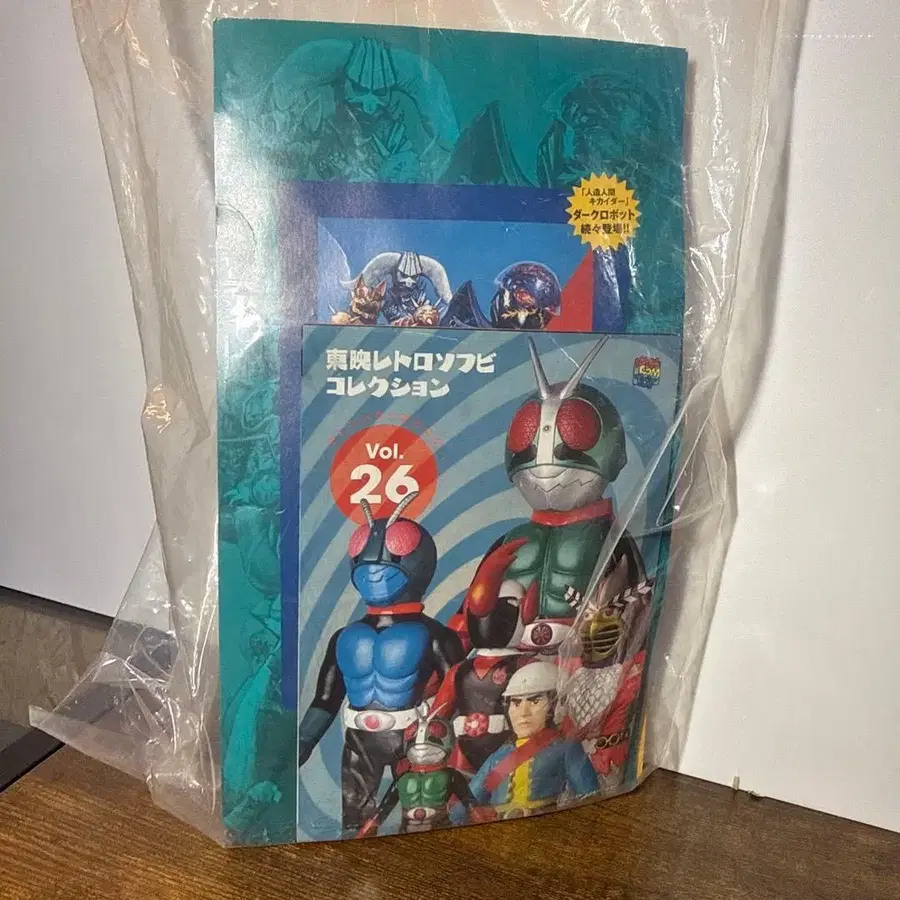 「人造人間
キカイダー」
ダークロボット
続々登場!!
東映レトロソフビ
コレクション
Vol.
26